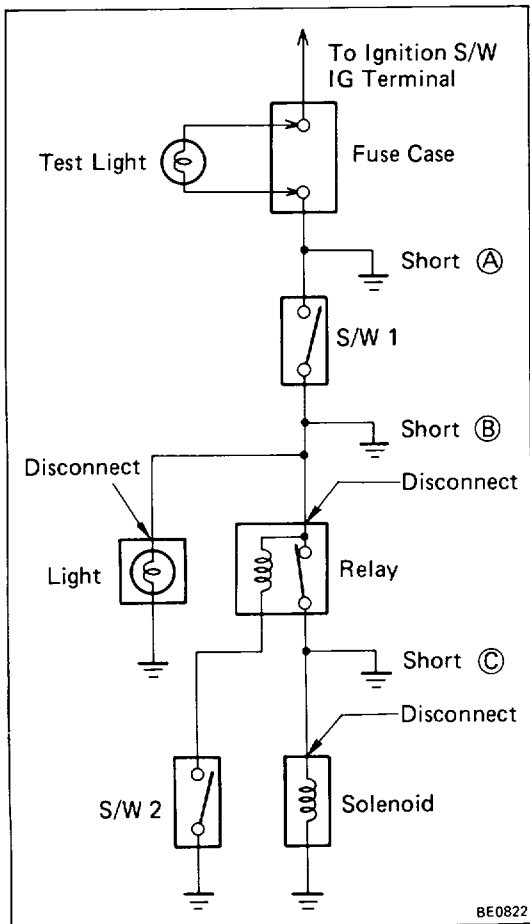 To Ignition S/W
IG Terminal
Test Light
Fuse Case
Short Ⓐ
S/W 1
Short Ⓑ
Disconnect
Disconnect
Light
Relay
Short Ⓒ
Disconnect
S/W 2
Solenoid
BE0822